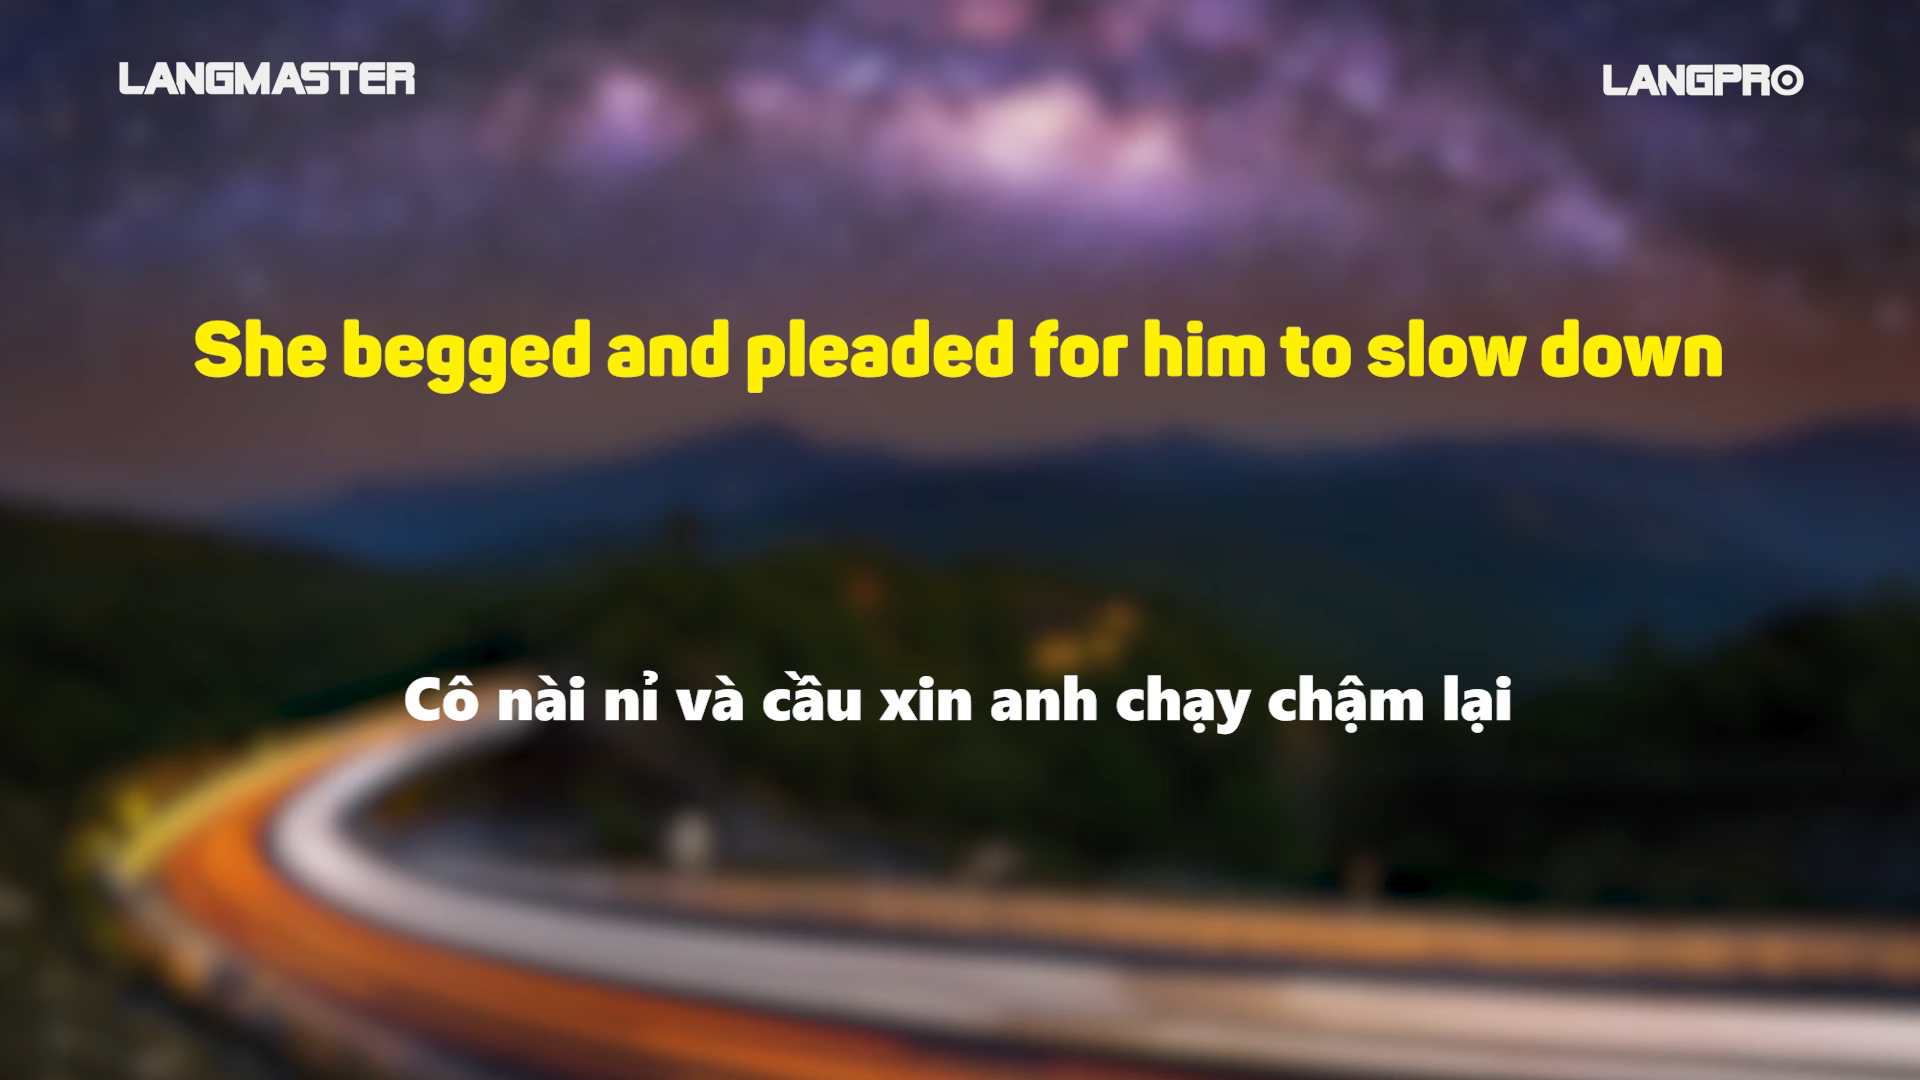 LANGMASTER
LANGPRO
She begged and pleaded for him to slow down
Cô nài nỉ và cầu xin anh chạy chậm lại